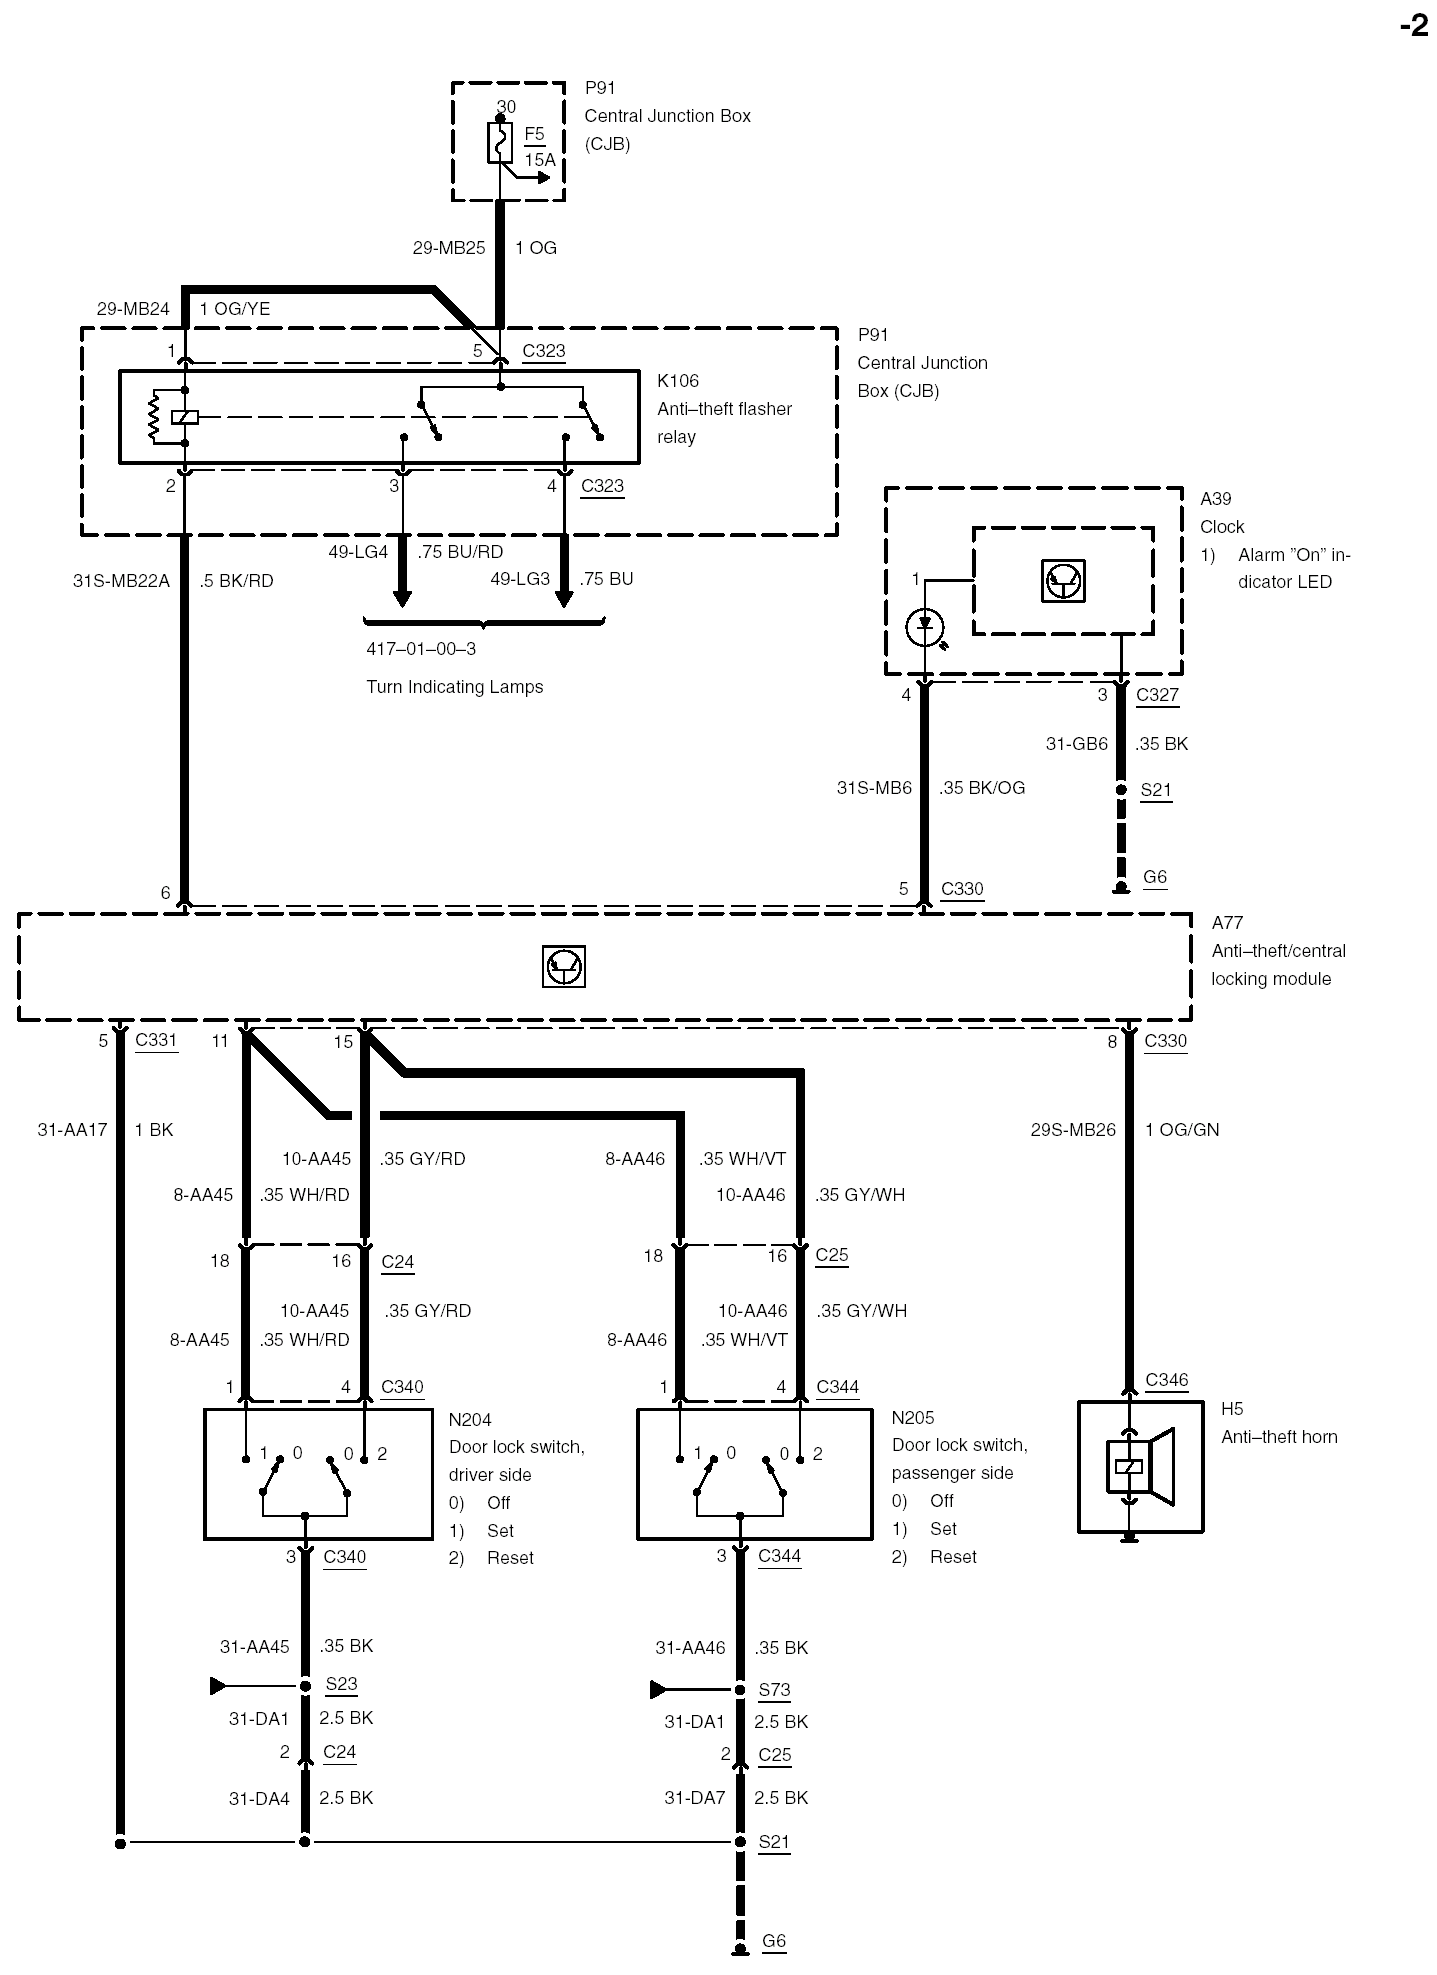 -2
P91
Central Junction Box
(CJB)
30
F5
15A
29-MB25 1 OG
29-MB24 1 OG/YE
P91
Central Junction
Box (CJB)
1 5 C323
K106
Anti–theft flasher
relay
2 3 4 C323
49-LG4 .75 BU/RD
31S-MB22A .5 BK/RD
49-LG3 .75 BU
417–01–00–3
Turn Indicating Lamps
A39
Clock
1) Alarm ”On” in-
dicator LED
1
4 3 C327
31-GB6 .35 BK
31S-MB6 .35 BK/OG
S21
G6
6 5 C330
A77
Anti–theft/central
locking module
5 C331 11 15 8 C330
31-AA17 1 BK
29S-MB26 1 OG/GN
10-AA45 .35 GY/RD
8-AA46 .35 WH/VT
8-AA45 .35 WH/RD
10-AA46 .35 GY/WH
18 16 C24
18 16 C25
10-AA45 .35 GY/RD
10-AA46 .35 GY/WH
8-AA45 .35 WH/RD
8-AA46 .35 WH/VT
1 4 C340
1 4 C344
C346
H5
Anti–theft horn
1 0 0 2
N204
Door lock switch,
driver side
0) Off
1) Set
2) Reset
1 0 0 2
N205
Door lock switch,
passenger side
0) Off
1) Set
2) Reset
3 C340
3 C344
31-AA45 .35 BK
31-AA46 .35 BK
S23
S73
31-DA1 2.5 BK
31-DA1 2.5 BK
2 C24
2 C25
31-DA4 2.5 BK
31-DA7 2.5 BK
S21
G6